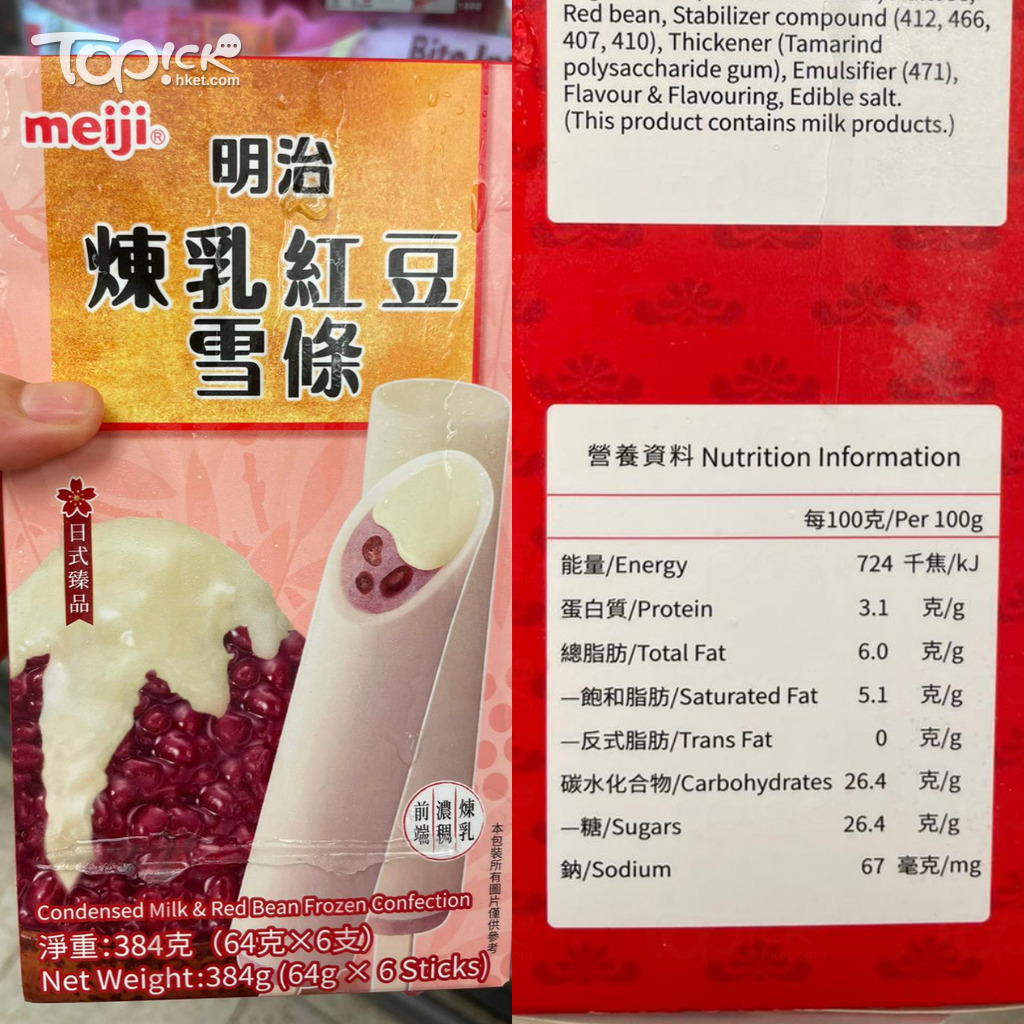 TOPick
hket.com
meiji®
明治
煉乳紅豆
雪條
日式臻品
前端
濃稠
煉乳
本包裝所有圖片僅供參考
Condensed Milk & Red Bean Frozen Confection
淨重:384克（64克×6支）
Net Weight:384g (64g × 6 Sticks)
Red bean, Stabilizer compound (412, 466,
407, 410), Thickener (Tamarind
polysaccharide gum), Emulsifier (471),
Flavour & Flavouring, Edible salt.
(This product contains milk products.)
營養資料 Nutrition Information
每100克/Per 100g
能量/Energy 724 千焦/kJ
蛋白質/Protein 3.1 克/g
總脂肪/Total Fat 6.0 克/g
—飽和脂肪/Saturated Fat 5.1 克/g
—反式脂肪/Trans Fat 0 克/g
碳水化合物/Carbohydrates 26.4 克/g
—糖/Sugars 26.4 克/g
鈉/Sodium 67 毫克/mg